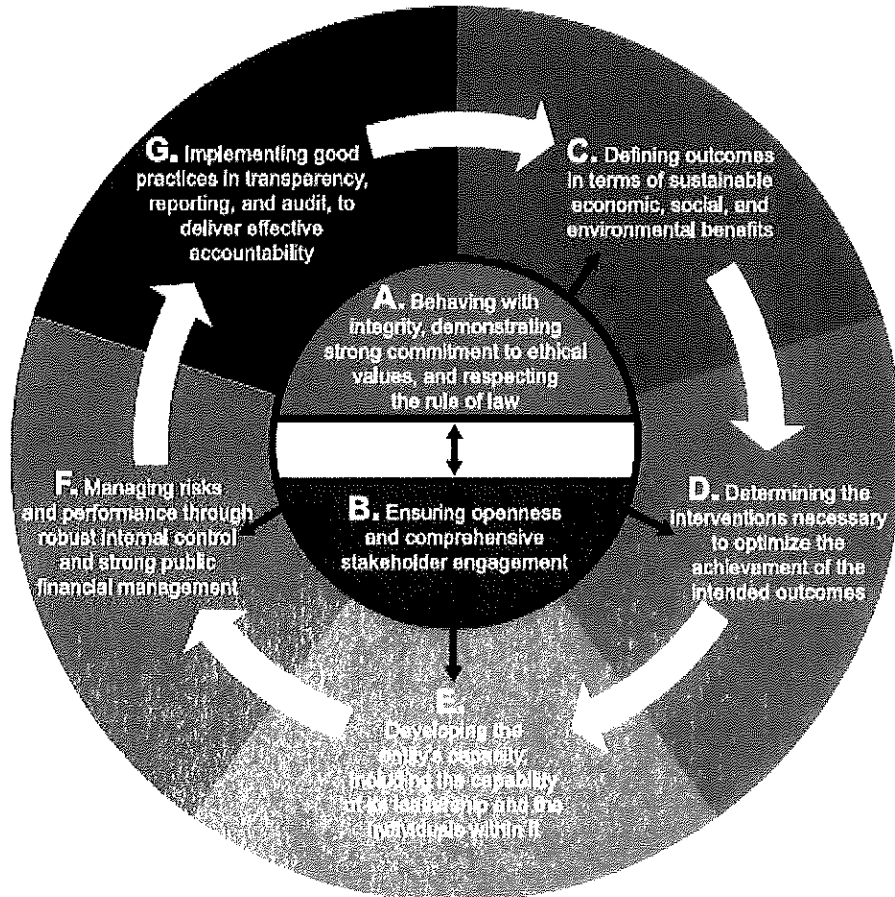 G. Implementing good
practices in transparency,
reporting, and audit, to
deliver effective
accountability
C. Defining outcomes
in terms of sustainable
economic, social, and
environmental benefits
A. Behaving with
integrity, demonstrating
strong commitment to ethical
values, and respecting
the rule of law
B. Ensuring openness
and comprehensive
stakeholder engagement
F. Managing risks
and performance through
robust internal control
and strong public
financial management
D. Determining the
interventions necessary
to optimize the
achievement of the
intended outcomes
E.
Developing the
entity's capacity,
including the capability
of its leadership and the
individuals within it